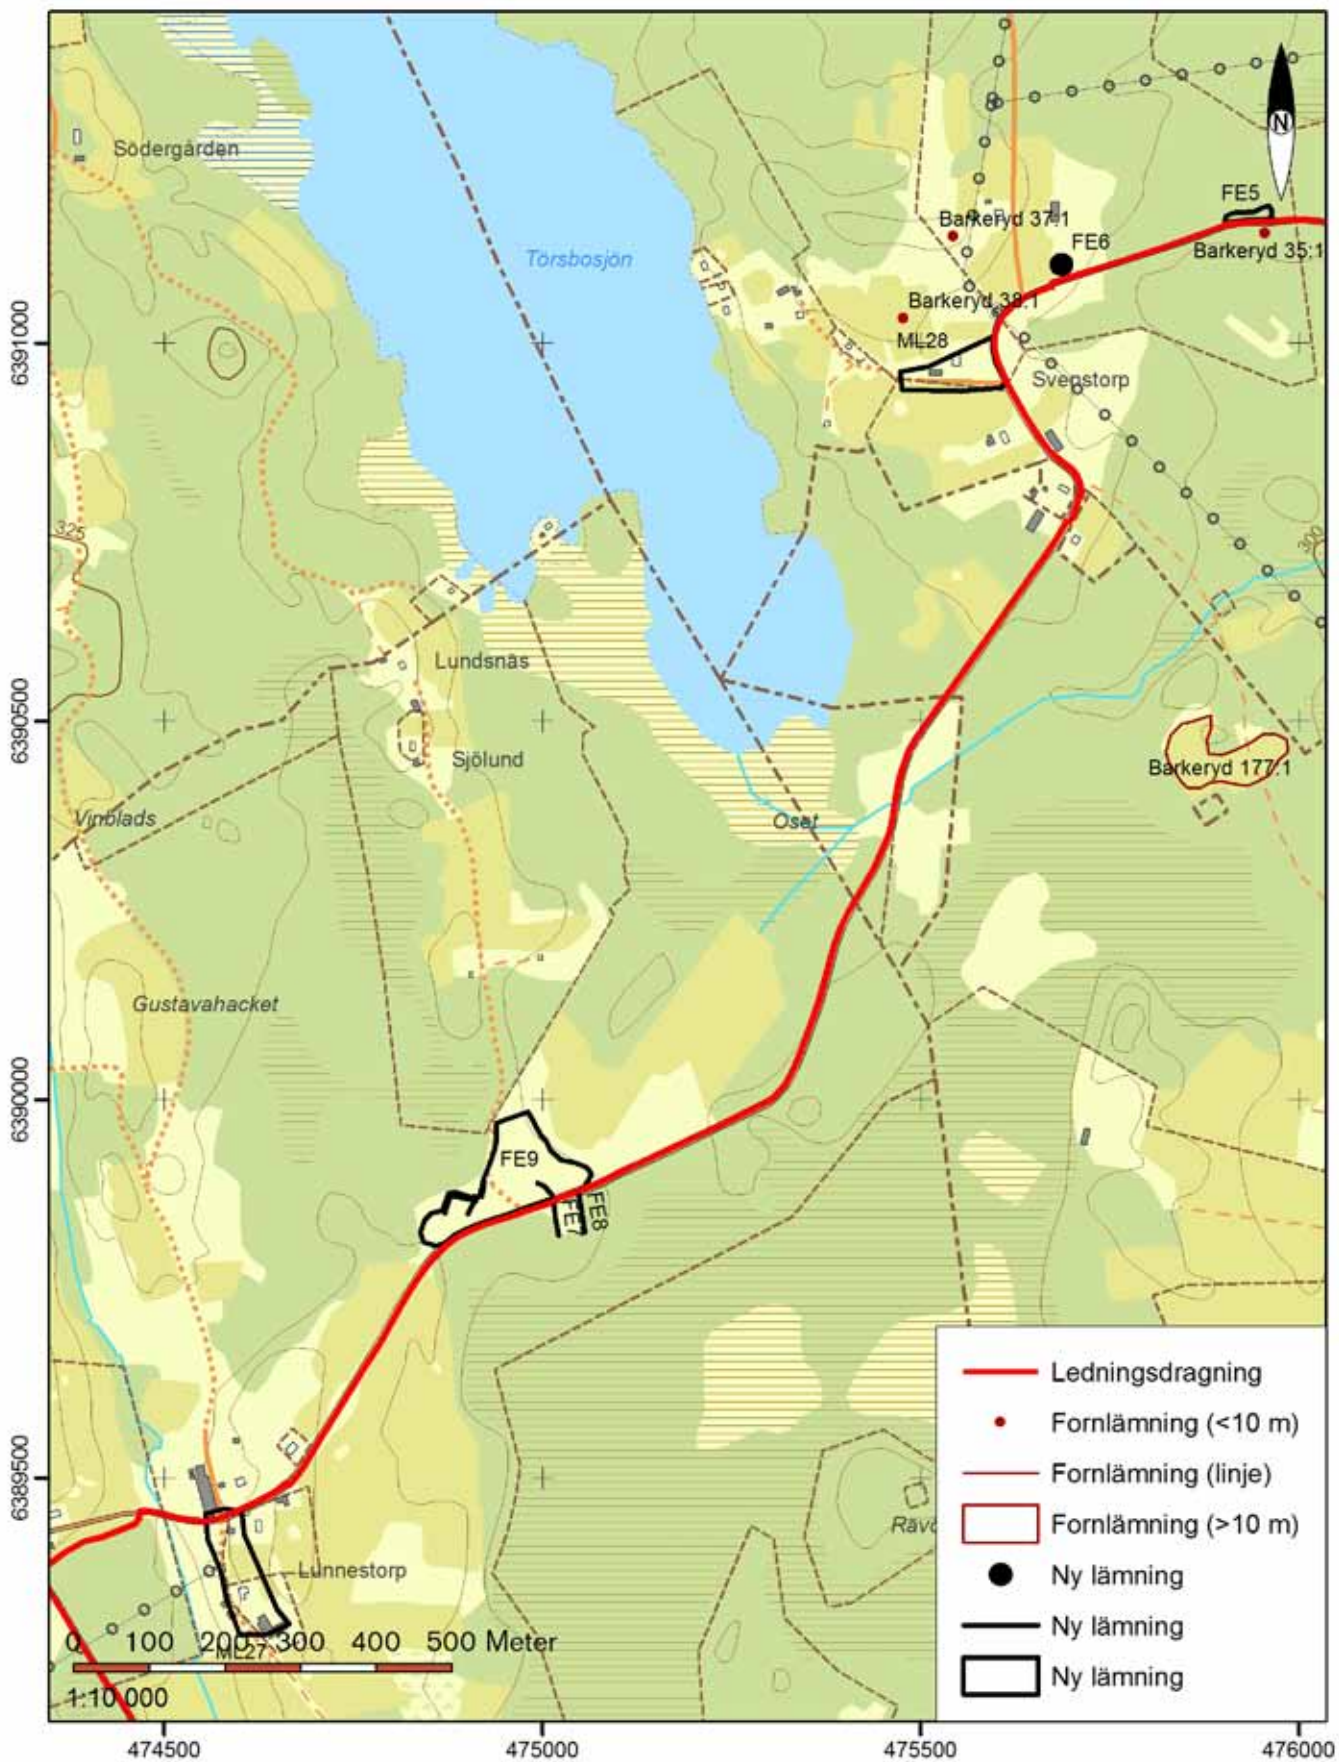 Södergården
N
FE5
Barkeryd 37:1
FE6
Barkeryd 35:1
Törsbosjön
Barkeryd 38:1
6391000
ML28
Svenstorp
325
300
Lundsnäs
6390500
Sjölund
Barkeryd 177:1
Vinblads
Oset
Gustavahacket
6390000
FE9
FE7
FE8
Ledningsdragning
Fornlämning (<10 m)
6389500
Fornlämning (linje)
Rävö
Fornlämning (>10 m)
Lunnestorp
Ny lämning
Ny lämning
0 100 200 300 400 500 Meter
ML27
Ny lämning
1:10 000
474500 475000 475500 476000